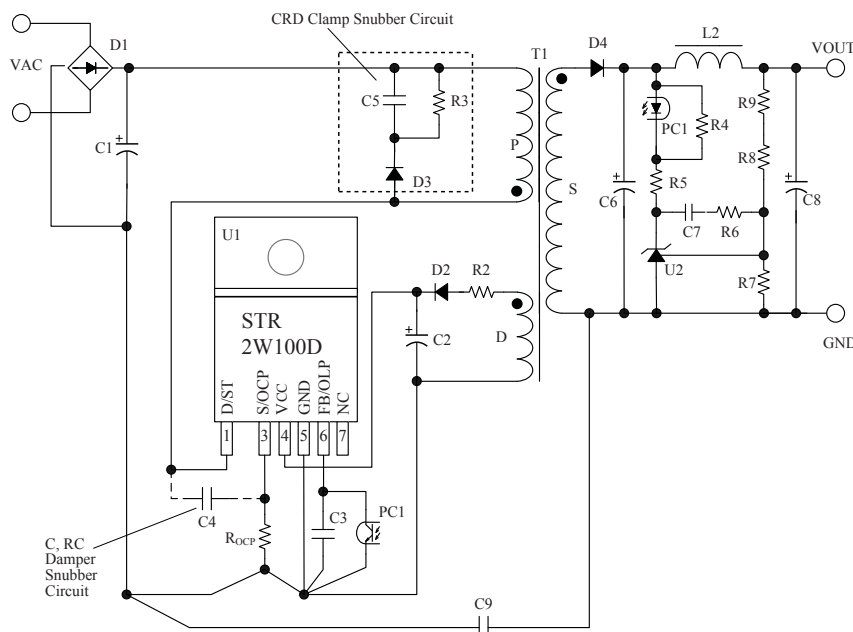 CRD Clamp Snubber Circuit
D1
T1
D4
L2
VOUT
VAC
C5
R3
PC1
R4
R9
C1
P
R8
D3
S
R5
C6
C8
C7
R6
U1
U2
D2
R2
R7
STR
2W100D
C2
D
GND
D/ST
S/OCP
VCC
GND
FB/OLP
NC
1
3
4
5
6
7
C4
C3
PC1
ROCP
C, RC
Damper
Snubber
Circuit
C9